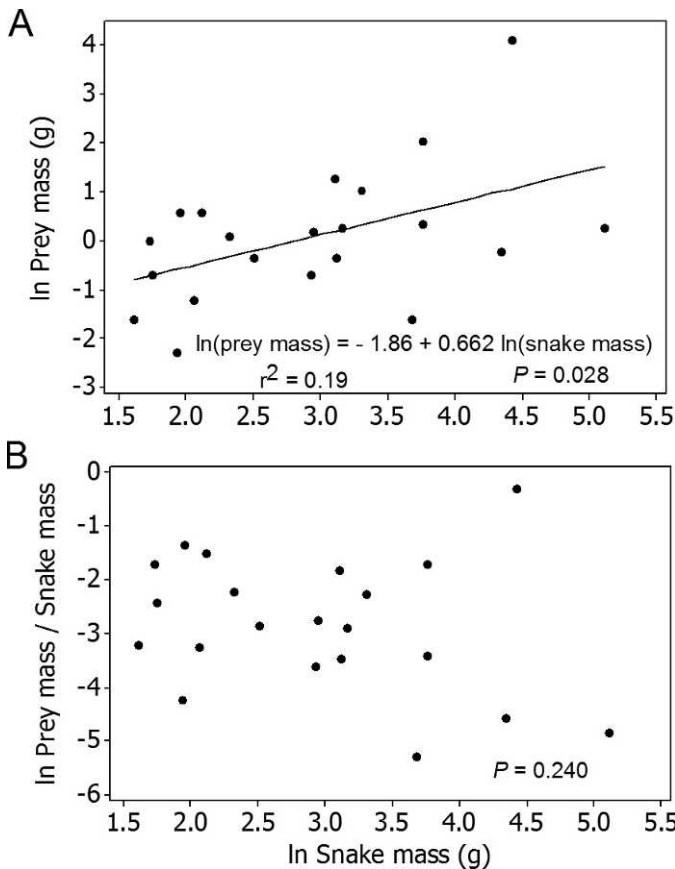 A
ln Prey mass (g)
4
3
2
1
0
-1
-2
-3
ln(prey mass) = - 1.86 + 0.662 ln(snake mass)
r2 = 0.19 P = 0.028
1.5 2.0 2.5 3.0 3.5 4.0 4.5 5.0 5.5
B
ln Prey mass / Snake mass
0
-1
-2
-3
-4
-5
-6
P = 0.240
1.5 2.0 2.5 3.0 3.5 4.0 4.5 5.0 5.5
ln Snake mass (g)